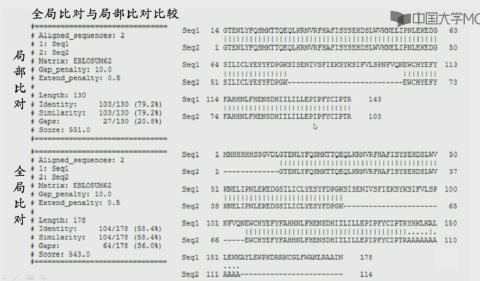 全局比对与局部比对比较
中国大学MOC
局部比对
#=======================================
# Aligned_sequences: 2
# 1: Seq1
# 2: Seq2
# Matrix: EBLOSUM62
# Gap_penalty: 10.0
# Extend_penalty: 0.5
#
# Length: 130
# Identity: 103/130 (79.2%)
# Similarity: 103/130 (79.2%)
# Gaps: 27/130 (20.8%)
# Score: 551.0
#=======================================
Seq1 14 GTENLYFQSMKTTQEQLKRNVRFHAFISYSEHDSLWVKNELIPNLEKEDG 63
Seq2 1 GTENLYFQSMKTTQEQLKRNVRFHAFISYSEHDSLWVKNELIPNLEKEDG 50
Seq1 64 SILICLYESYFDPGKSISENIVSFIEKSYKSIFVLSPNFVQNEWCHYEFY 113
Seq2 51 SILICLYESYFDPGK---------------------------EWCHYEFY 73
Seq1 114 FAHHNLFHENSDHIILILLEPIPFYCIPTR 143
Seq2 74 FAHHNLFHENSDHIILILLEPIPFYCIPTR 103
全局比对
#=======================================
# Aligned_sequences: 2
# 1: Seq1
# 2: Seq2
# Matrix: EBLOSUM62
# Gap_penalty: 10.0
# Extend_penalty: 0.5
#
# Length: 178
# Identity: 104/178 (58.4%)
# Similarity: 104/178 (58.4%)
# Gaps: 64/178 (36.0%)
# Score: 543.0
#=======================================
Seq1 1 MHHHHHHSSGVDLGTENLYFQSMKTTQEQLKRNVRFHAFISYSEHDSLWV 50
Seq2 1 -------------GTENLYFQSMKTTQEQLKRNVRFHAFISYSEHDSLWV 37
Seq1 51 KNELIPNLEKEDGSILICLYESYFDPGKSISENIVSFIEKSYKSIFVLSP 100
Seq2 38 KNELIPNLEKEDGSILICLYESYFDPGK---------------------- 65
Seq1 101 NFVQNEWCHYEFYFAHHNLFHENSDHIILILLEPIPFYCIPTRYHKLKAL 150
Seq2 66 -----EWCHYEFYFAHHNLFHENSDHIILILLEPIPFYCIPTRAAAAAAA 110
Seq1 151 LEKKAYLEWPKDRRKCGLFWANLRAAIN 178
Seq2 111 AAAA------------------------ 114